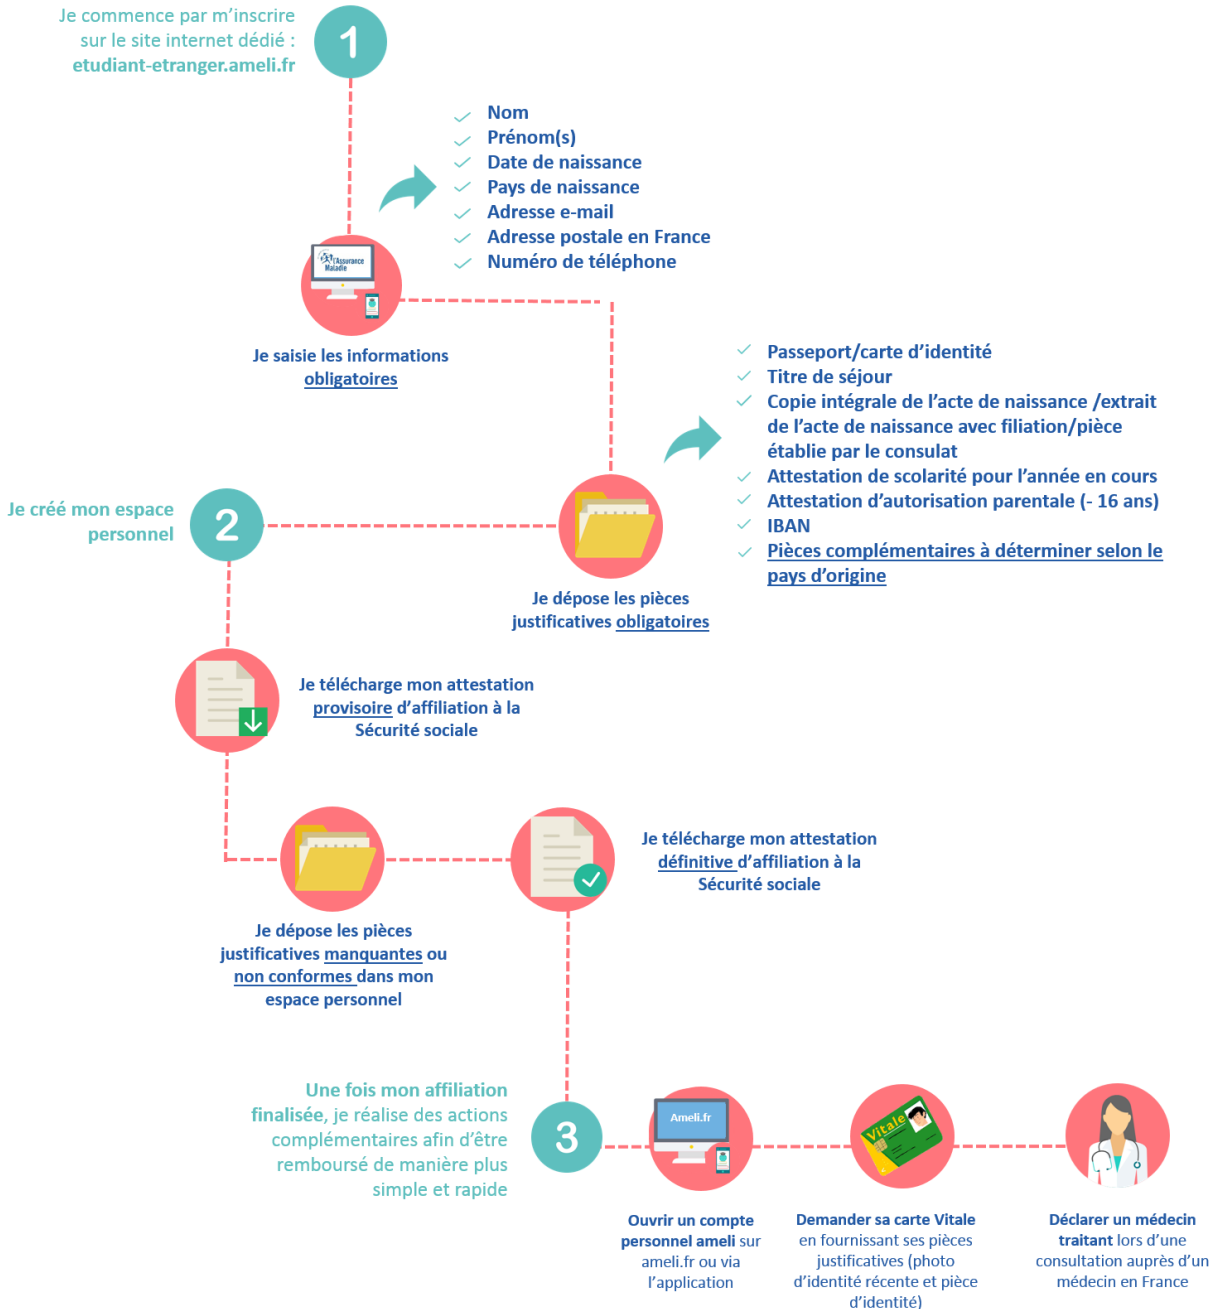 Je commence par m'inscrire
sur le site internet dédié :
etudiant-etranger.ameli.fr
1
Nom
Prénom(s)
Date de naissance
Pays de naissance
Adresse e-mail
Adresse postale en France
Numéro de téléphone
l'Assurance
Maladie
Je saisie les informations
obligatoires
Passeport/carte d'identité
Titre de séjour
Copie intégrale de l'acte de naissance /extrait
de l'acte de naissance avec filiation/pièce
établie par le consulat
Attestation de scolarité pour l'année en cours
Attestation d'autorisation parentale (- 16 ans)
IBAN
Pièces complémentaires à déterminer selon le
pays d'origine
Je dépose les pièces
justificatives obligatoires
Je créé mon espace
personnel
2
Je télécharge mon attestation
provisoire d'affiliation à la
Sécurité sociale
Je dépose les pièces
justificatives manquantes ou
non conformes dans mon
espace personnel
Je télécharge mon attestation
définitive d'affiliation à la
Sécurité sociale
Une fois mon affiliation
finalisée, je réalise des actions
complémentaires afin d'être
remboursé de manière plus
simple et rapide
3
Ameli.fr
Vitale
Ouvrir un compte
personnel ameli sur
ameli.fr ou via
l'application
Demander sa carte Vitale
en fournissant ses pièces
justificatives (photo
d'identité récente et pièce
d'identité)
Déclarer un médecin
traitant lors d'une
consultation auprès d'un
médecin en France